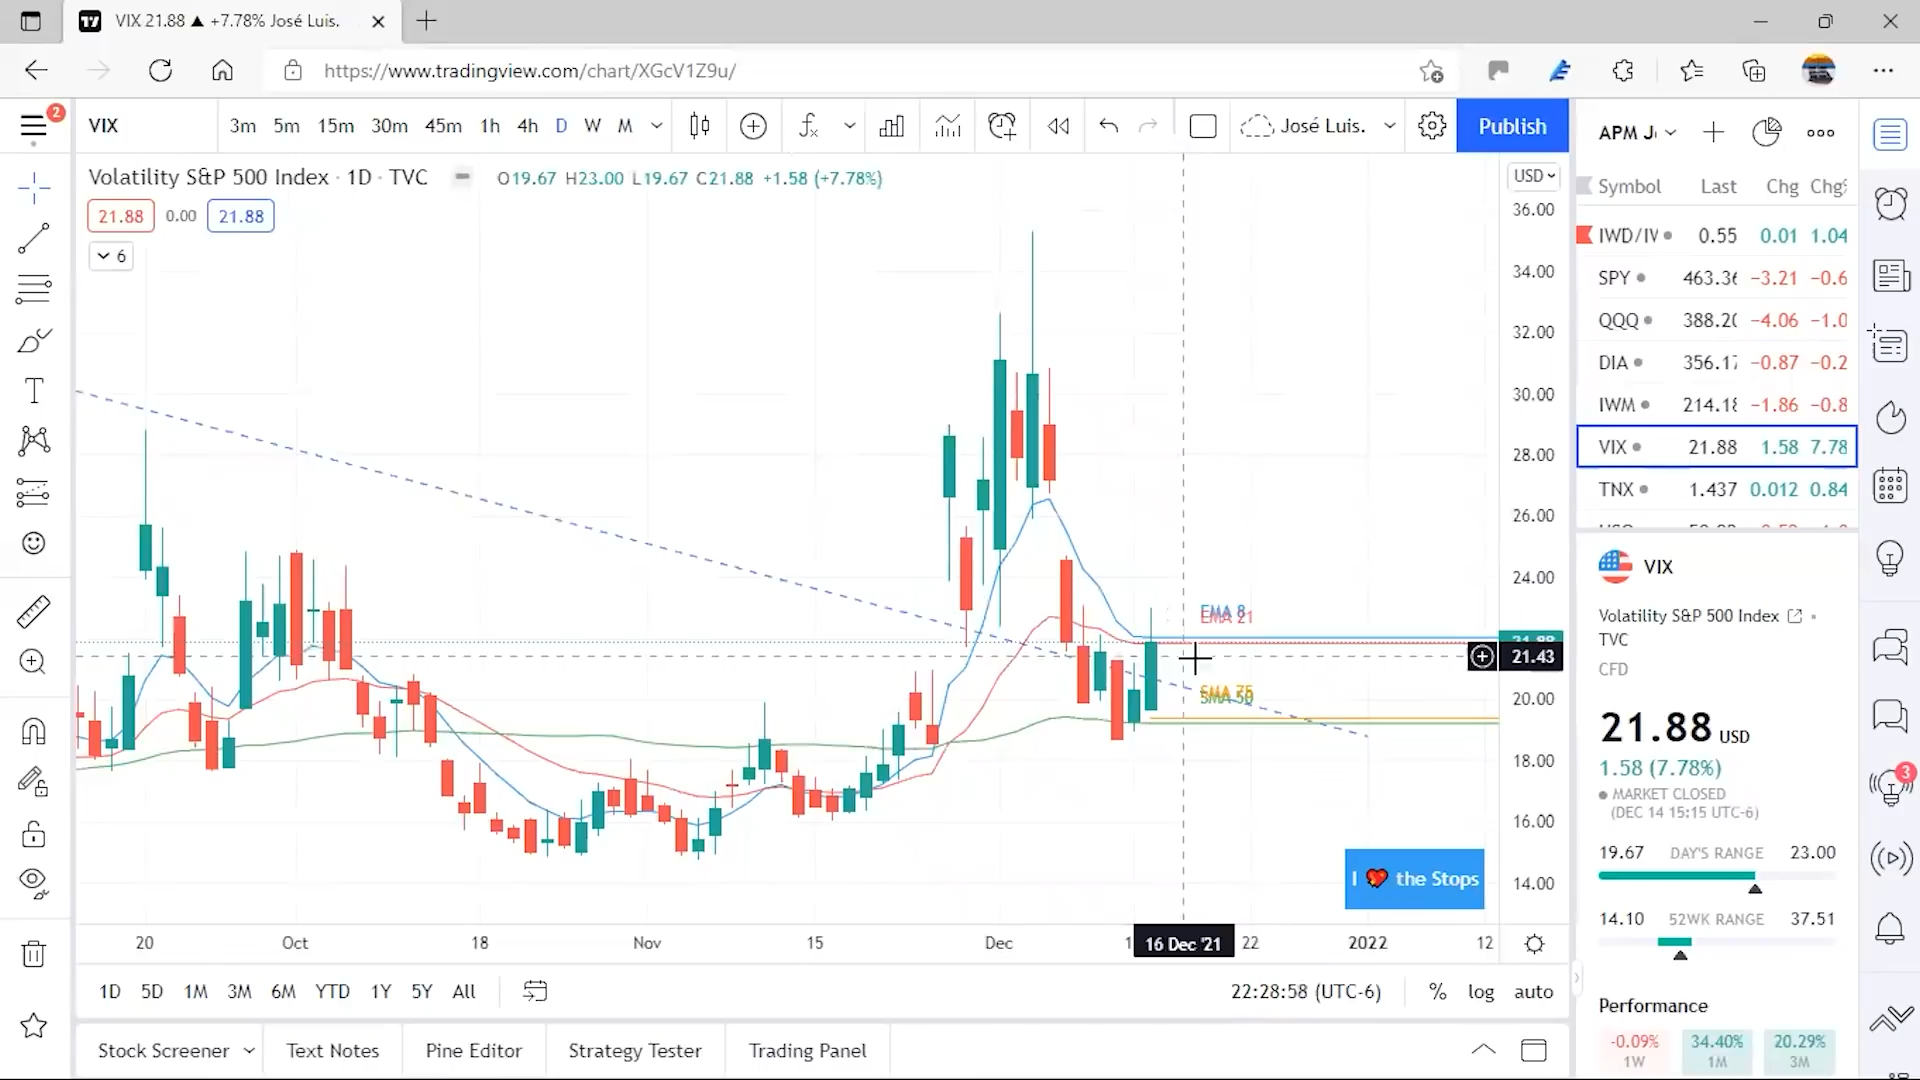 VIX 21.88 ▲ +7.78% José Luis.
https://www.tradingview.com/chart/XGcV1Z9u/
2
VIX
3m 5m 15m 30m 45m 1h 4h D W M
José Luis.
Publish
Volatility S&P 500 Index · 1D · TVC
O19.67 H23.00 L19.67 C21.88 +1.58 (+7.78%)
21.88 0.00 21.88
6
USD
36.00
34.00
32.00
30.00
28.00
26.00
24.00
21.88
21.43
20.00
18.00
16.00
14.00
EMA 8
EMA 21
SMA 75
SMA 50
I ❤ the Stops
20 Oct 18 Nov 15 Dec 16 Dec '21 22 2022 12
1D 5D 1M 3M 6M YTD 1Y 5Y All
22:28:58 (UTC-6) % log auto
Stock Screener Text Notes Pine Editor Strategy Tester Trading Panel
APM
Symbol Last Chg Chg%
IWD/IV 0.55 0.01 1.04
SPY 463.36 −3.21 −0.6
QQQ 388.20 −4.06 −1.0
DIA 356.17 −0.87 −0.2
IWM 214.18 −1.86 −0.8
VIX 21.88 1.58 7.78
TNX 1.437 0.012 0.84
VIX
Volatility S&P 500 Index
TVC
CFD
21.88 USD
1.58 (7.78%)
MARKET CLOSED
(DEC 14 15:15 UTC-6)
19.67 DAY'S RANGE 23.00
14.10 52WK RANGE 37.51
Performance
-0.09% 34.40% 20.29%
1W 1M 3M
3